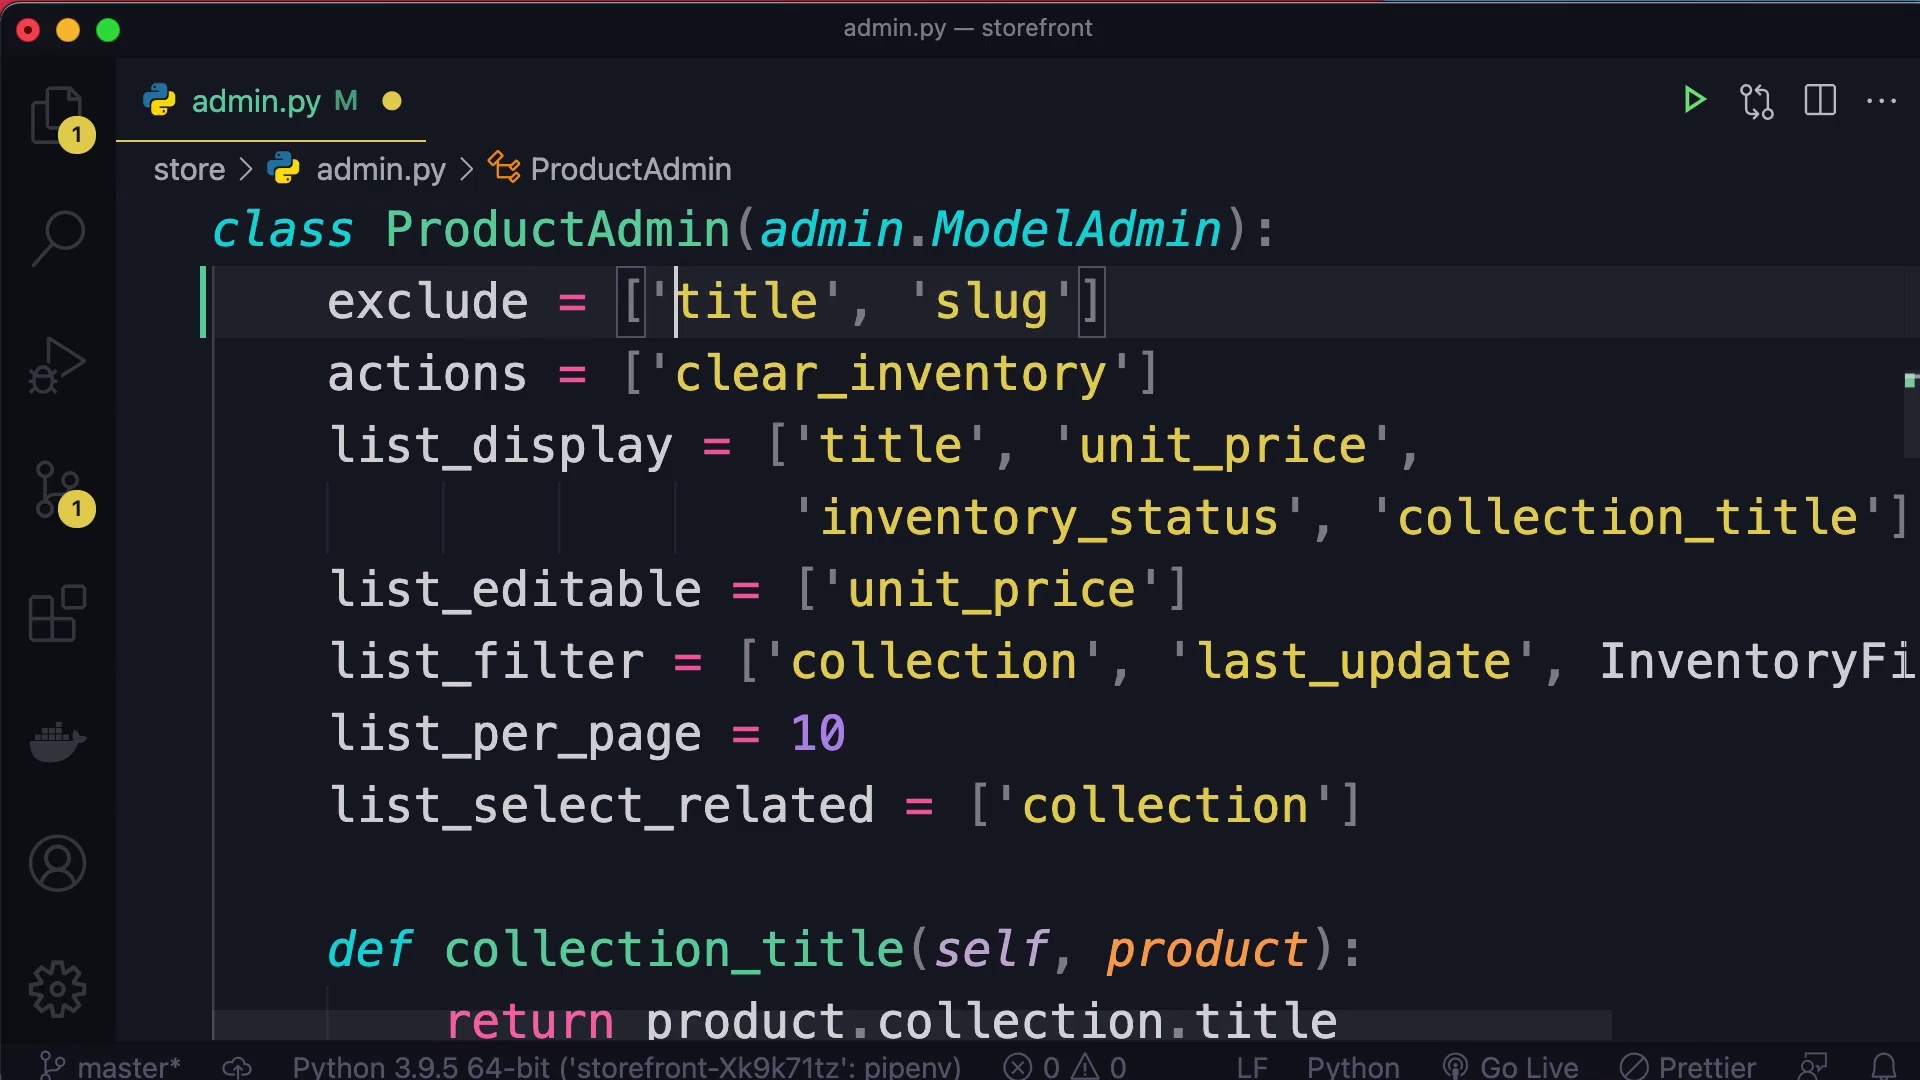 admin.py — storefront
admin.py M
1
store > admin.py > ProductAdmin
class ProductAdmin(admin.ModelAdmin):
exclude = ['title', 'slug']
actions = ['clear_inventory']
list_display = ['title', 'unit_price',
'inventory_status', 'collection_title']
list_editable = ['unit_price']
list_filter = ['collection', 'last_update', InventoryFi
list_per_page = 10
list_select_related = ['collection']
def collection_title(self, product):
return product.collection.title
1
master* Python 3.9.5 64-bit ('storefront-Xk9k71tz': pipenv) 0 0 LF Python Go Live Prettier